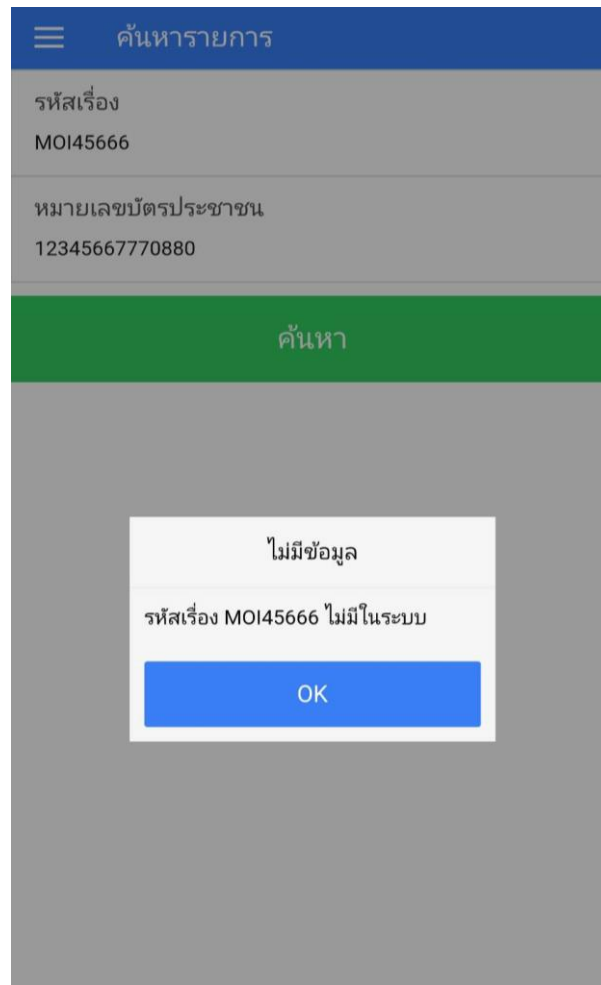 ค้นหารายการ
รหัสเรื่อง
MOI45666
หมายเลขบัตรประชาชน
12345667770880
ค้นหา
ไม่มีข้อมูล
รหัสเรื่อง MOI45666 ไม่มีในระบบ
OK